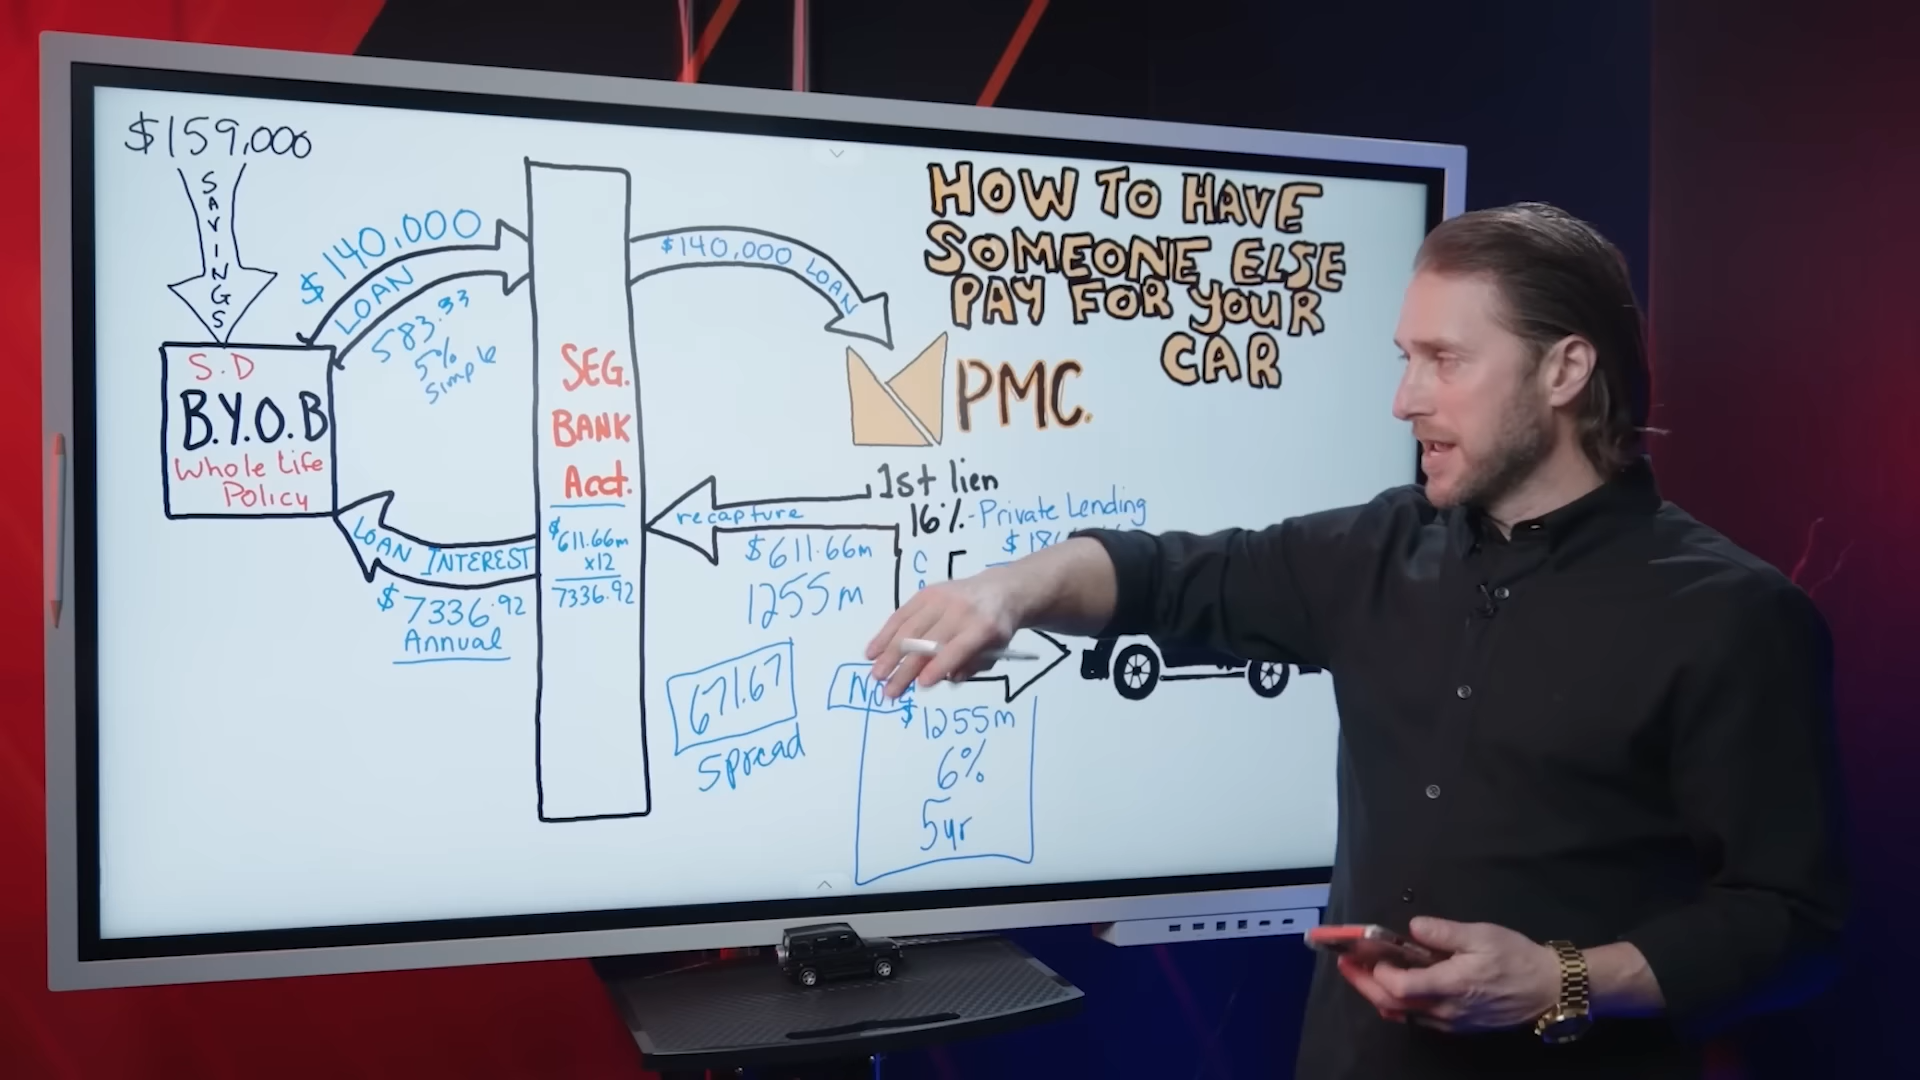 $159,000
SAVINGS
$140,000
LOAN
583.33
5%
simple
S.D
B.Y.O.B
Whole Life
Policy
LOAN INTEREST
$7336.92
Annual
SEG.
BANK
Acct.
$611.66m
x12
7336.92
$140,000 LOAN
HOW TO HAVE
SOMEONE ELSE
PAY FOR YOUR
CAR
PMC.
1st lien
16%-Private Lending
recapture
$611.66m
1255m
671.67
Spread
$1255m
6%
5yr